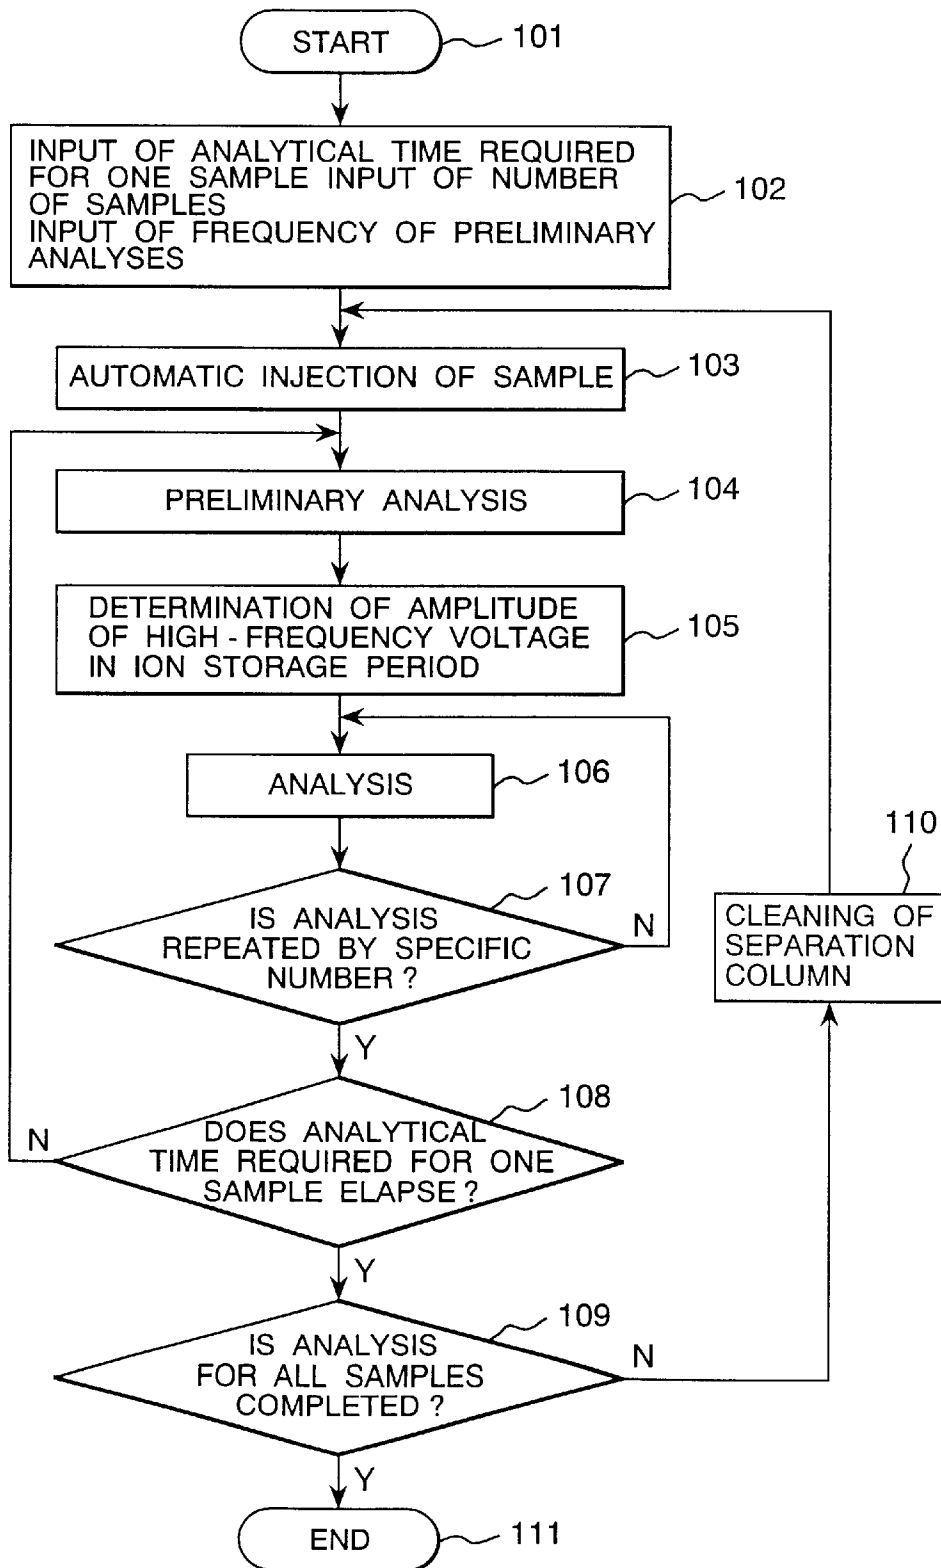 START
101
INPUT OF ANALYTICAL TIME REQUIRED
FOR ONE SAMPLE INPUT OF NUMBER
OF SAMPLES
INPUT OF FREQUENCY OF PRELIMINARY
ANALYSES
102
AUTOMATIC INJECTION OF SAMPLE
103
PRELIMINARY ANALYSIS
104
DETERMINATION OF AMPLITUDE
OF HIGH-FREQUENCY VOLTAGE
IN ION STORAGE PERIOD
105
ANALYSIS
106
IS ANALYSIS
REPEATED BY SPECIFIC
NUMBER?
107
N
Y
110
CLEANING OF
SEPARATION
COLUMN
DOES ANALYTICAL
TIME REQUIRED FOR ONE
SAMPLE ELAPSE?
108
N
Y
IS ANALYSIS
FOR ALL SAMPLES
COMPLETED?
109
N
Y
END
111